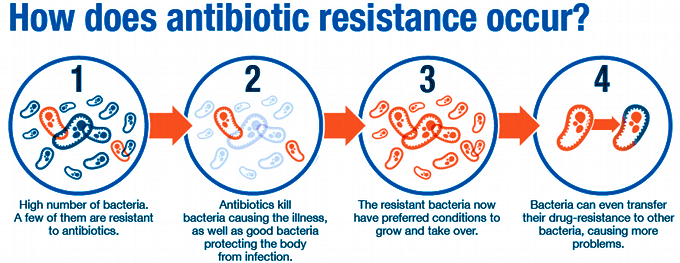 How does antibiotic resistance occur?
1
2
3
4
High number of bacteria.
A few of them are resistant
to antibiotics.
Antibiotics kill
bacteria causing the illness,
as well as good bacteria
protecting the body
from infection.
The resistant bacteria now
have preferred conditions to
grow and take over.
Bacteria can even transfer
their drug-resistance to other
bacteria, causing more
problems.